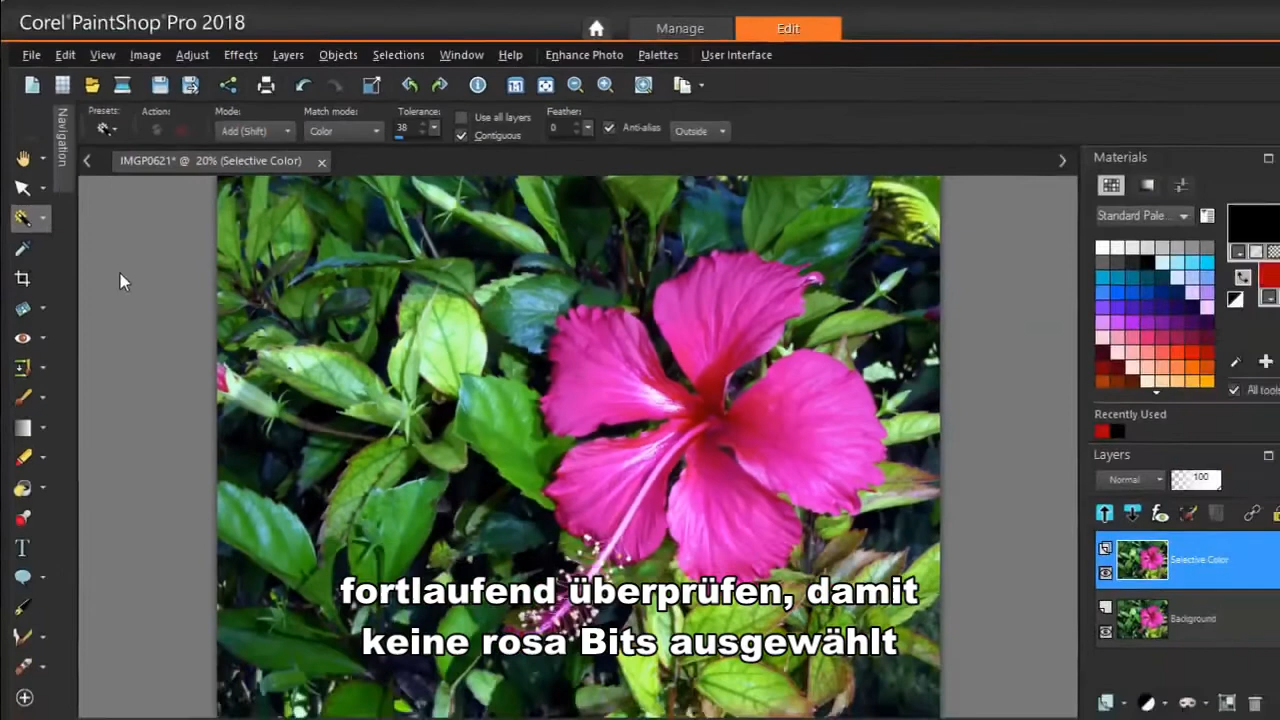 Corel PaintShop Pro 2018
Manage
Edit
File Edit View Image Adjust Effects Layers Objects Selections Window Help Enhance Photo Palettes User Interface
Presets: Action: Mode: Match mode: Tolerance: Feather:
Use all layers
Add (Shift) Color 38 Contiguous 0 Anti-alias Outside
Navigation
IMGP0621* @ 20% (Selective Color) x
Materials
Standard Pale...
All tools
Recently Used
Layers
Normal 100
Selective Color
Background
fortlaufend überprüfen, damit
keine rosa Bits ausgewählt